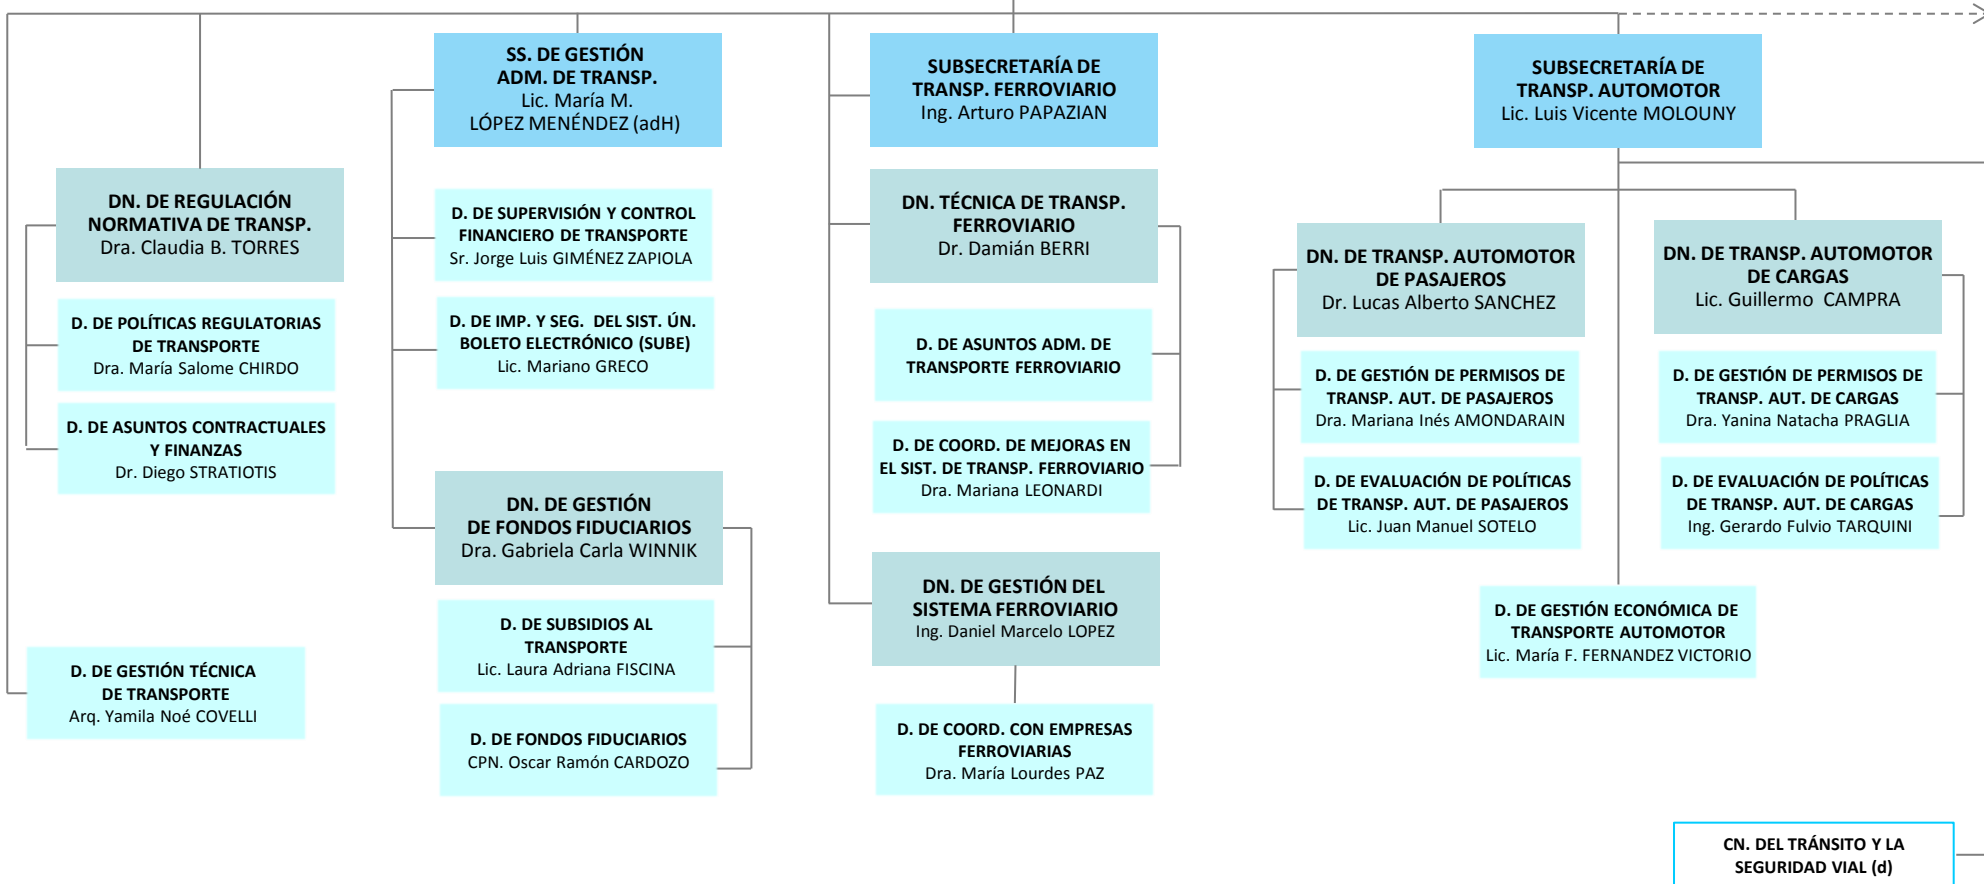 SS. DE GESTIÓN
ADM. DE TRANSP.
Lic. María M.
LÓPEZ MENÉNDEZ (adH)
SUBSECRETARÍA DE
TRANSP. FERROVIARIO
Ing. Arturo PAPAZIAN
SUBSECRETARÍA DE
TRANSP. AUTOMOTOR
Lic. Luis Vicente MOLOUNY
DN. DE REGULACIÓN
NORMATIVA DE TRANSP.
Dra. Claudia B. TORRES
D. DE POLÍTICAS REGULATORIAS
DE TRANSPORTE
Dra. María Salome CHIRDO
D. DE ASUNTOS CONTRACTUALES
Y FINANZAS
Dr. Diego STRATIOTIS
D. DE GESTIÓN TÉCNICA
DE TRANSPORTE
Arq. Yamila Noé COVELLI
D. DE SUPERVISIÓN Y CONTROL
FINANCIERO DE TRANSPORTE
Sr. Jorge Luis GIMÉNEZ ZAPIOLA
D. DE IMP. Y SEG. DEL SIST. ÚN.
BOLETO ELECTRÓNICO (SUBE)
Lic. Mariano GRECO
DN. DE GESTIÓN
DE FONDOS FIDUCIARIOS
Dra. Gabriela Carla WINNIK
D. DE SUBSIDIOS AL
TRANSPORTE
Lic. Laura Adriana FISCINA
D. DE FONDOS FIDUCIARIOS
CPN. Oscar Ramón CARDOZO
DN. TÉCNICA DE TRANSP.
FERROVIARIO
Dr. Damián BERRI
D. DE ASUNTOS ADM. DE
TRANSPORTE FERROVIARIO
D. DE COORD. DE MEJORAS EN
EL SIST. DE TRANSP. FERROVIARIO
Dra. Mariana LEONARDI
DN. DE GESTIÓN DEL
SISTEMA FERROVIARIO
Ing. Daniel Marcelo LOPEZ
D. DE COORD. CON EMPRESAS
FERROVIARIAS
Dra. María Lourdes PAZ
DN. DE TRANSP. AUTOMOTOR
DE PASAJEROS
Dr. Lucas Alberto SANCHEZ
D. DE GESTIÓN DE PERMISOS DE
TRANSP. AUT. DE PASAJEROS
Dra. Mariana Inés AMONDARAIN
D. DE EVALUACIÓN DE POLÍTICAS
DE TRANSP. AUT. DE PASAJEROS
Lic. Juan Manuel SOTELO
DN. DE TRANSP. AUTOMOTOR
DE CARGAS
Lic. Guillermo CAMPRA
D. DE GESTIÓN DE PERMISOS DE
TRANSP. AUT. DE CARGAS
Dra. Yanina Natacha PRAGLIA
D. DE EVALUACIÓN DE POLÍTICAS
DE TRANSP. AUT. DE CARGAS
Ing. Gerardo Fulvio TARQUINI
D. DE GESTIÓN ECONÓMICA DE
TRANSPORTE AUTOMOTOR
Lic. María F. FERNANDEZ VICTORIO
CN. DEL TRÁNSITO Y LA
SEGURIDAD VIAL (d)